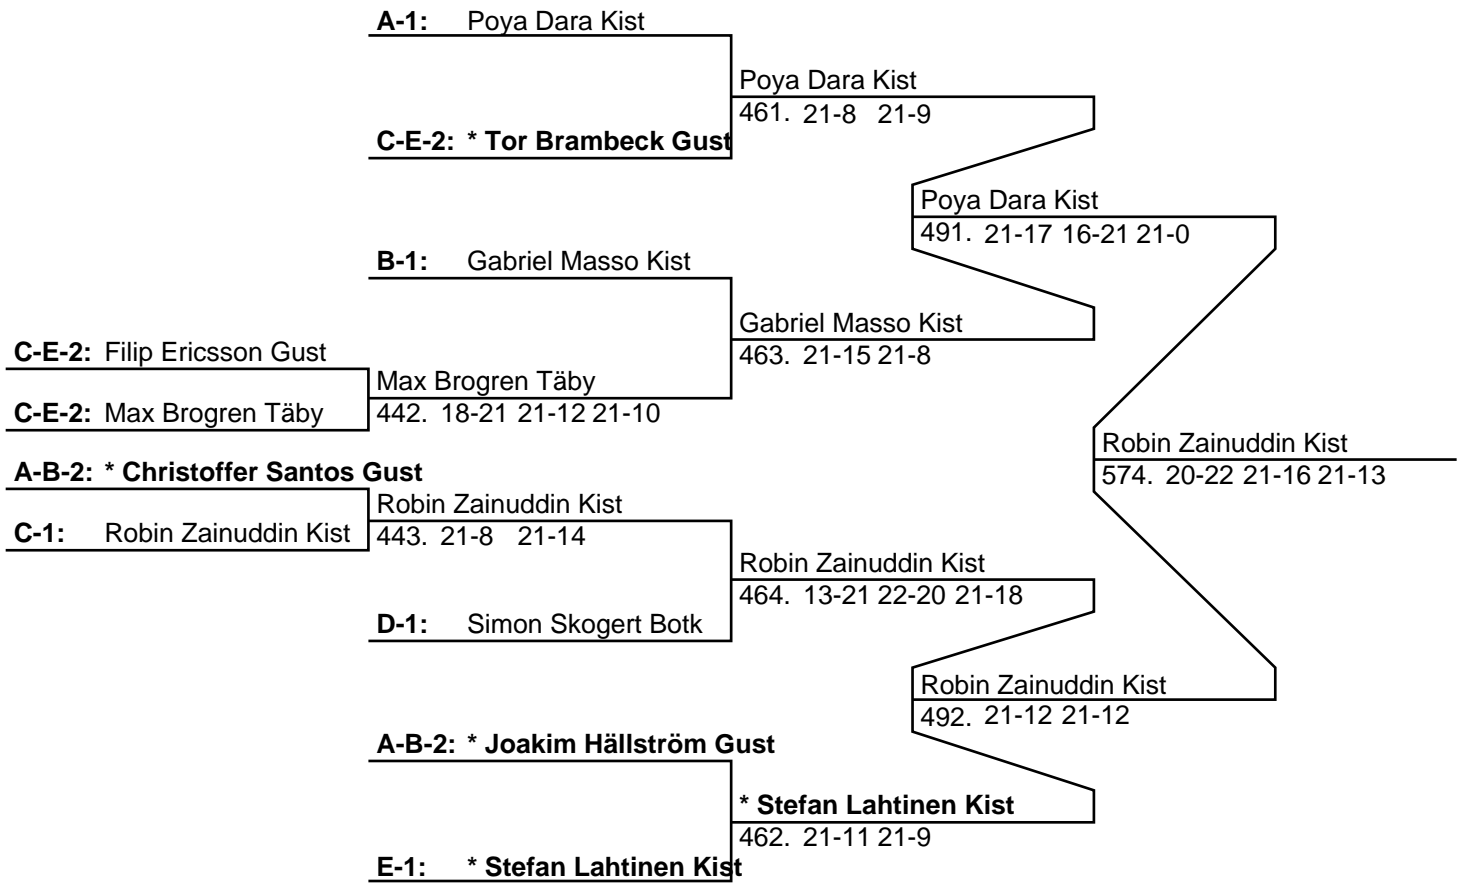 A-1: Poya Dara Kist
Poya Dara Kist
461. 21-8 21-9
C-E-2: * Tor Brambeck Gust
Poya Dara Kist
491. 21-17 16-21 21-0
B-1: Gabriel Masso Kist
Gabriel Masso Kist
463. 21-15 21-8
C-E-2: Filip Ericsson Gust
Max Brogren Täby
442. 18-21 21-12 21-10
C-E-2: Max Brogren Täby
Robin Zainuddin Kist
574. 20-22 21-16 21-13
A-B-2: * Christoffer Santos Gust
Robin Zainuddin Kist
443. 21-8 21-14
C-1: Robin Zainuddin Kist
Robin Zainuddin Kist
464. 13-21 22-20 21-18
D-1: Simon Skogert Botk
Robin Zainuddin Kist
492. 21-12 21-12
A-B-2: * Joakim Hällström Gust
* Stefan Lahtinen Kist
462. 21-11 21-9
E-1: * Stefan Lahtinen Kist